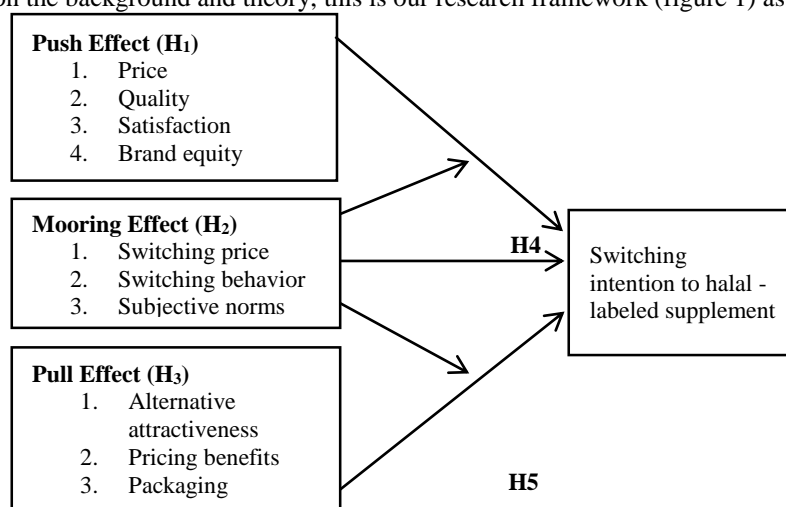 on the background and theory, this is our research framework (figure 1) as
Push Effect (H₁)
1. Price
2. Quality
3. Satisfaction
4. Brand equity
Mooring Effect (H₂)
1. Switching price
2. Switching behavior
3. Subjective norms
H4
Switching
intention to halal -
labeled supplement
Pull Effect (H₃)
1. Alternative
attractiveness
2. Pricing benefits
3. Packaging
H5